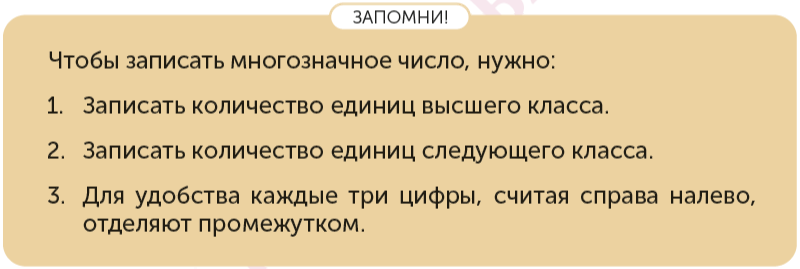 ЗАПОМНИ!
Чтобы записать многозначное число, нужно:
1. Записать количество единиц высшего класса.
2. Записать количество единиц следующего класса.
3. Для удобства каждые три цифры, считая справа налево,
отделяют промежутком.